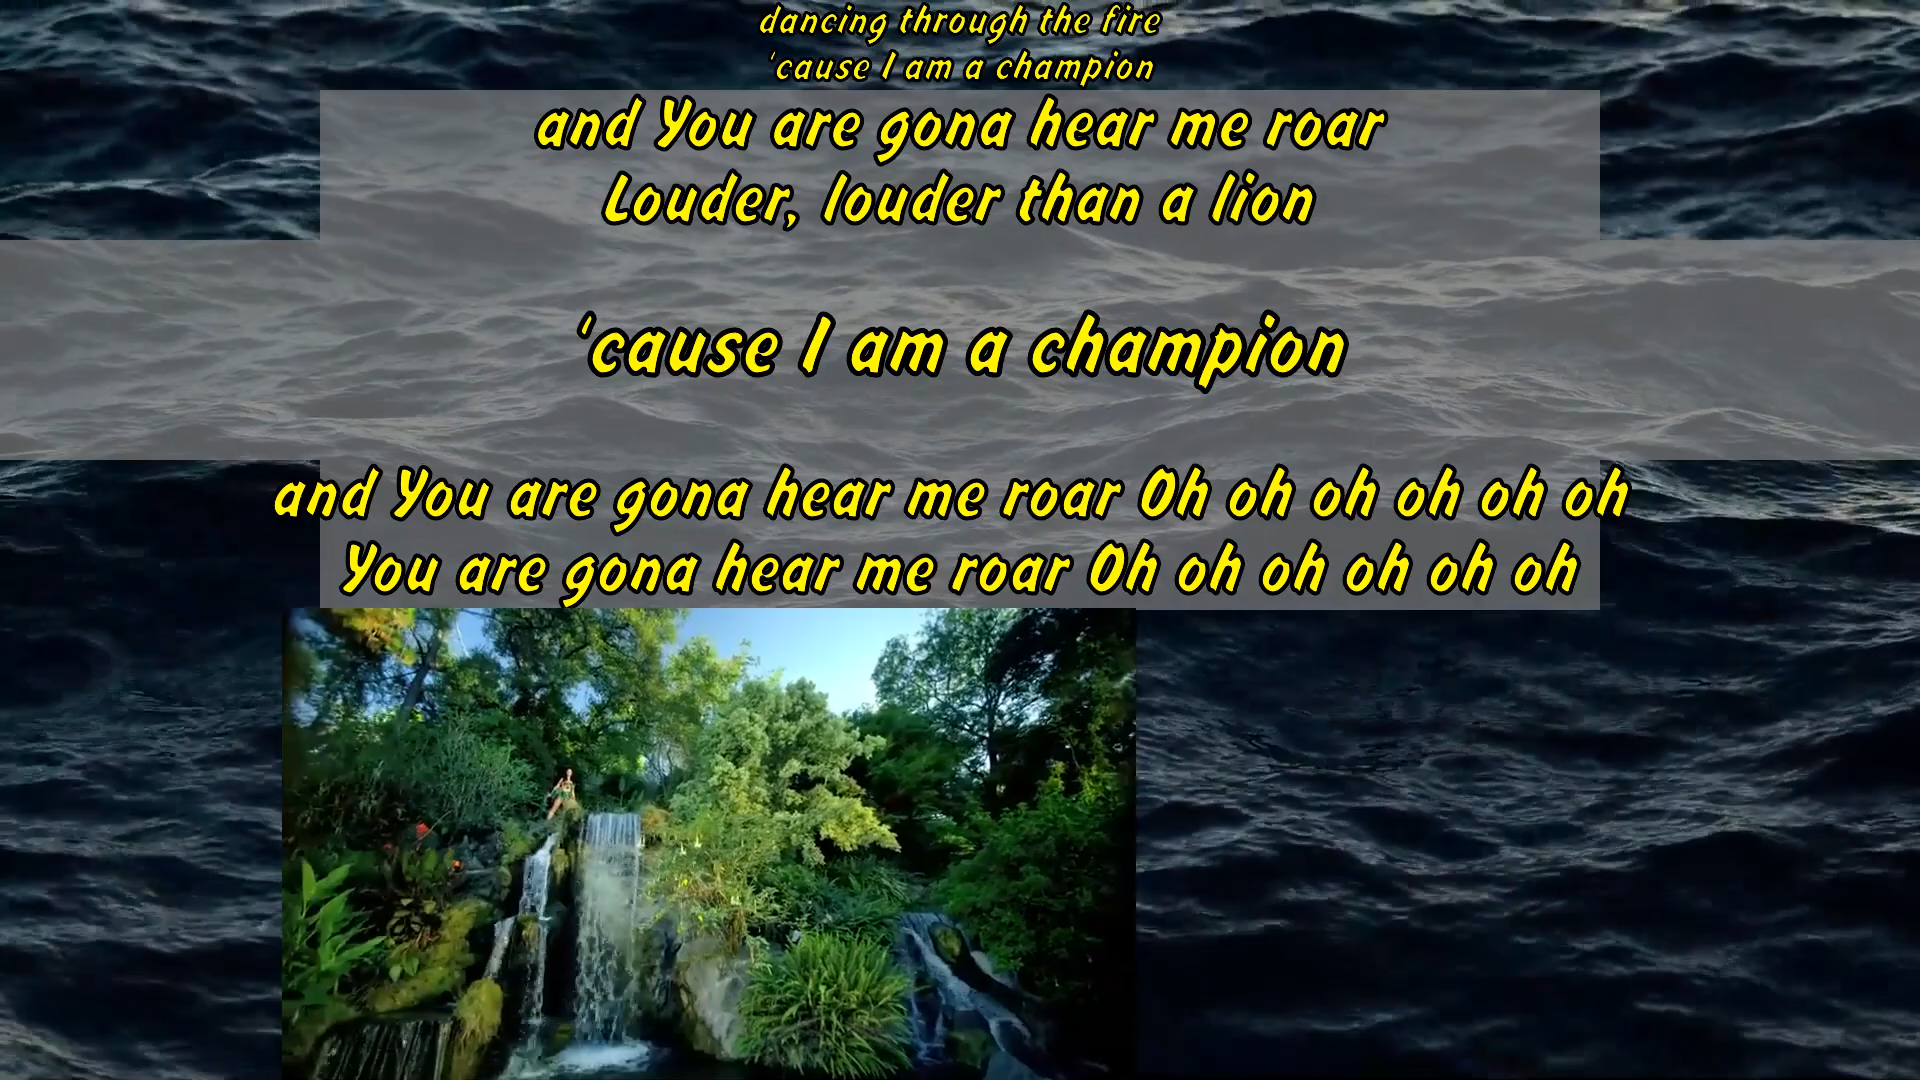 dancing through the fire
'cause I am a champion
and You are gona hear me roar
Louder, louder than a lion
'cause I am a champion
and You are gona hear me roar Oh oh oh oh oh oh
You are gona hear me roar Oh oh oh oh oh oh